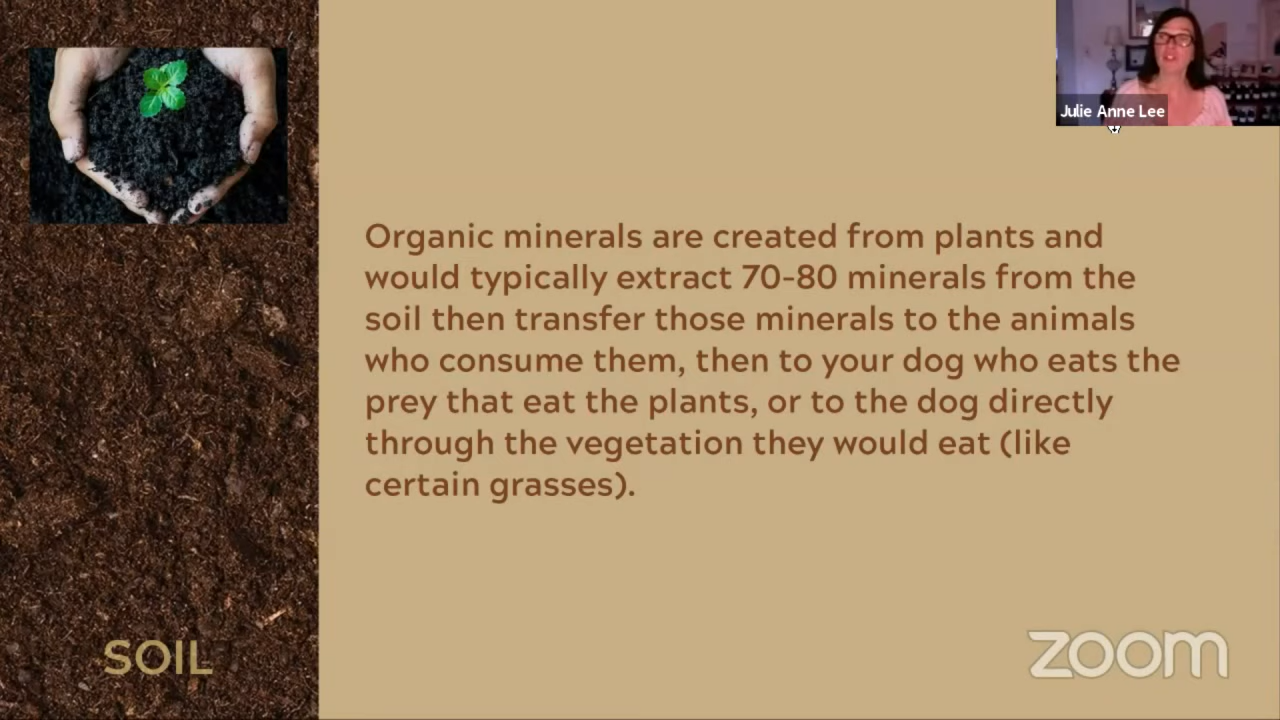 Julie Anne Lee
Organic minerals are created from plants and
would typically extract 70-80 minerals from the
soil then transfer those minerals to the animals
who consume them, then to your dog who eats the
prey that eat the plants, or to the dog directly
through the vegetation they would eat (like
certain grasses).
SOIL
zoom